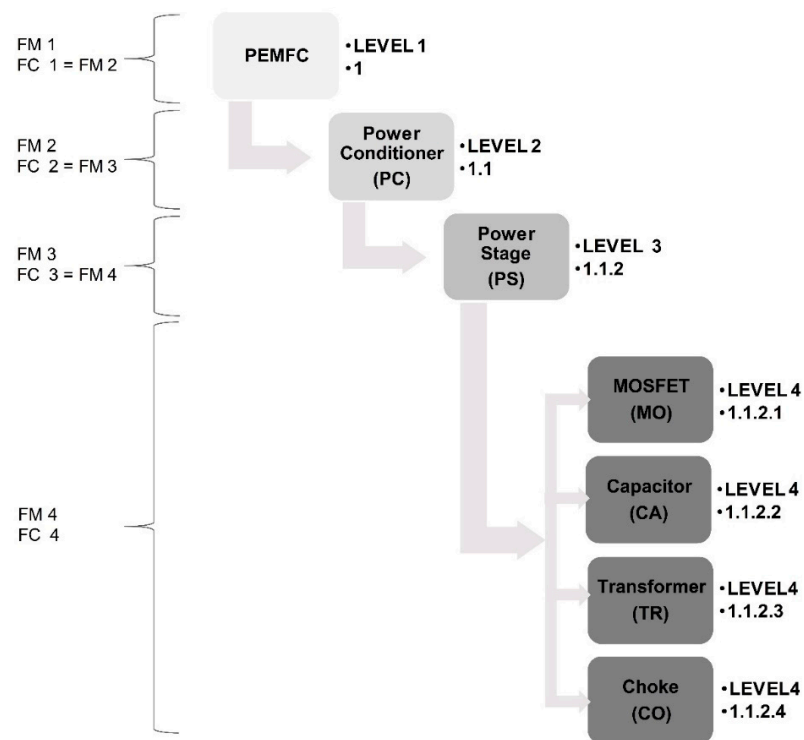 FM 1
FC 1 = FM 2
PEMFC
•LEVEL 1
•1
FM 2
FC 2 = FM 3
Power
Conditioner
(PC)
•LEVEL 2
•1.1
FM 3
FC 3 = FM 4
Power
Stage
(PS)
•LEVEL 3
•1.1.2
FM 4
FC 4
MOSFET
(MO)
•LEVEL 4
•1.1.2.1
Capacitor
(CA)
•LEVEL 4
•1.1.2.2
Transformer
(TR)
•LEVEL4
•1.1.2.3
Choke
(CO)
•LEVEL4
•1.1.2.4